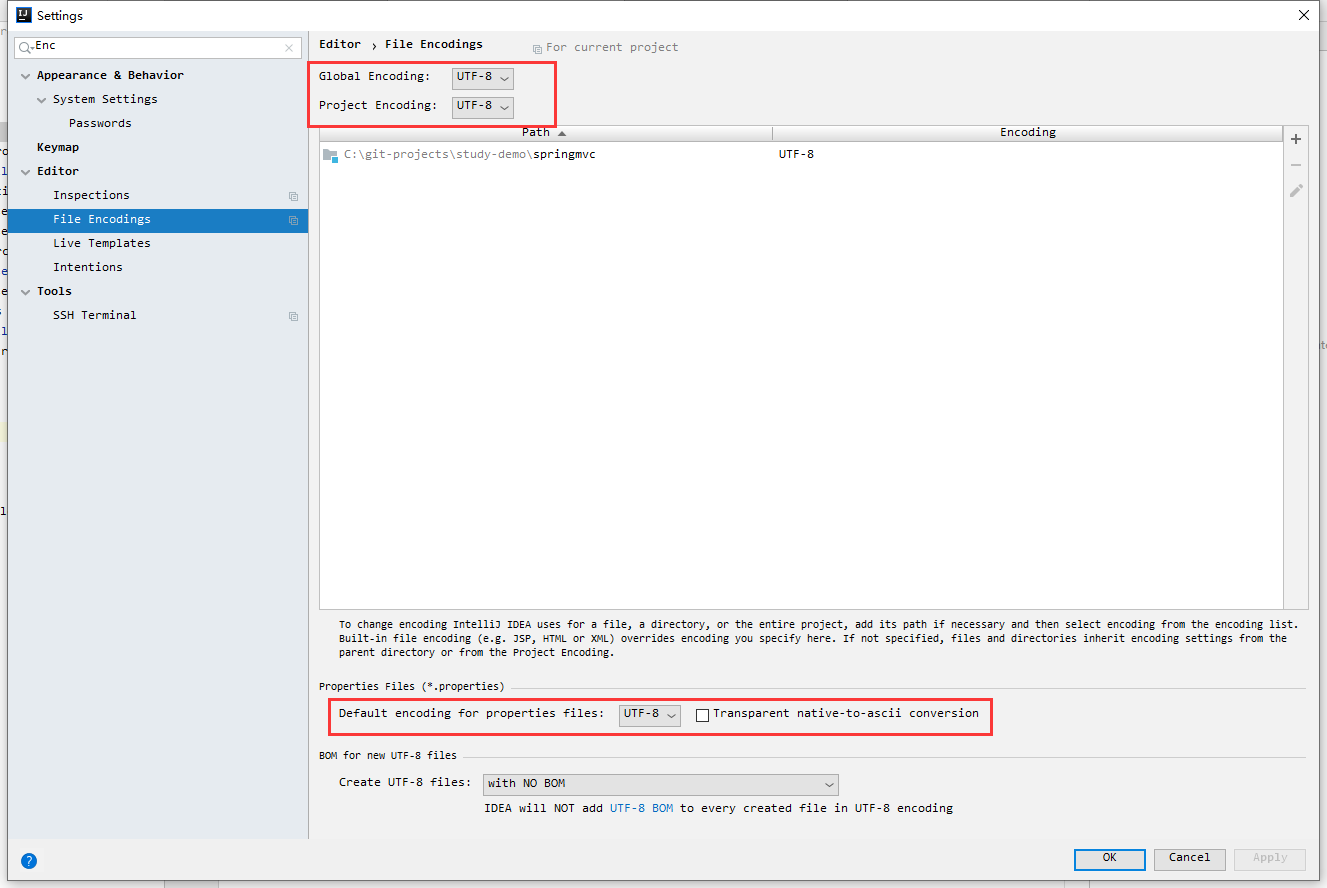 Settings
Enc
Appearance & Behavior
System Settings
Passwords
Keymap
Editor
Inspections
File Encodings
Live Templates
Intentions
Tools
SSH Terminal
Editor › File Encodings
For current project
Global Encoding: UTF-8
Project Encoding: UTF-8
Path Encoding
C:\git-projects\study-demo\springmvc UTF-8
To change encoding IntelliJ IDEA uses for a file, a directory, or the entire project, add its path if necessary and then select encoding from the encoding list.
Built-in file encoding (e.g. JSP, HTML or XML) overrides encoding you specify here. If not specified, files and directories inherit encoding settings from the
parent directory or from the Project Encoding.
Properties Files (*.properties)
Default encoding for properties files: UTF-8 Transparent native-to-ascii conversion
BOM for new UTF-8 files
Create UTF-8 files: with NO BOM
IDEA will NOT add UTF-8 BOM to every created file in UTF-8 encoding
? OK Cancel Apply